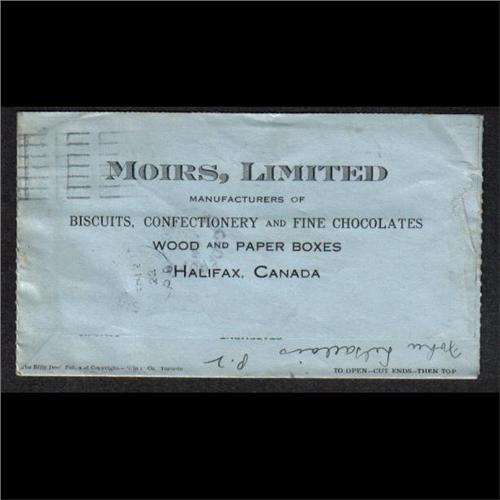 MOIRS, LIMITED
MANUFACTURERS OF
BISCUITS, CONFECTIONERY AND FINE CHOCOLATES
WOOD AND PAPER BOXES
HALIFAX, CANADA
John
TO OPEN—CUT ENDS.—THEN TOP